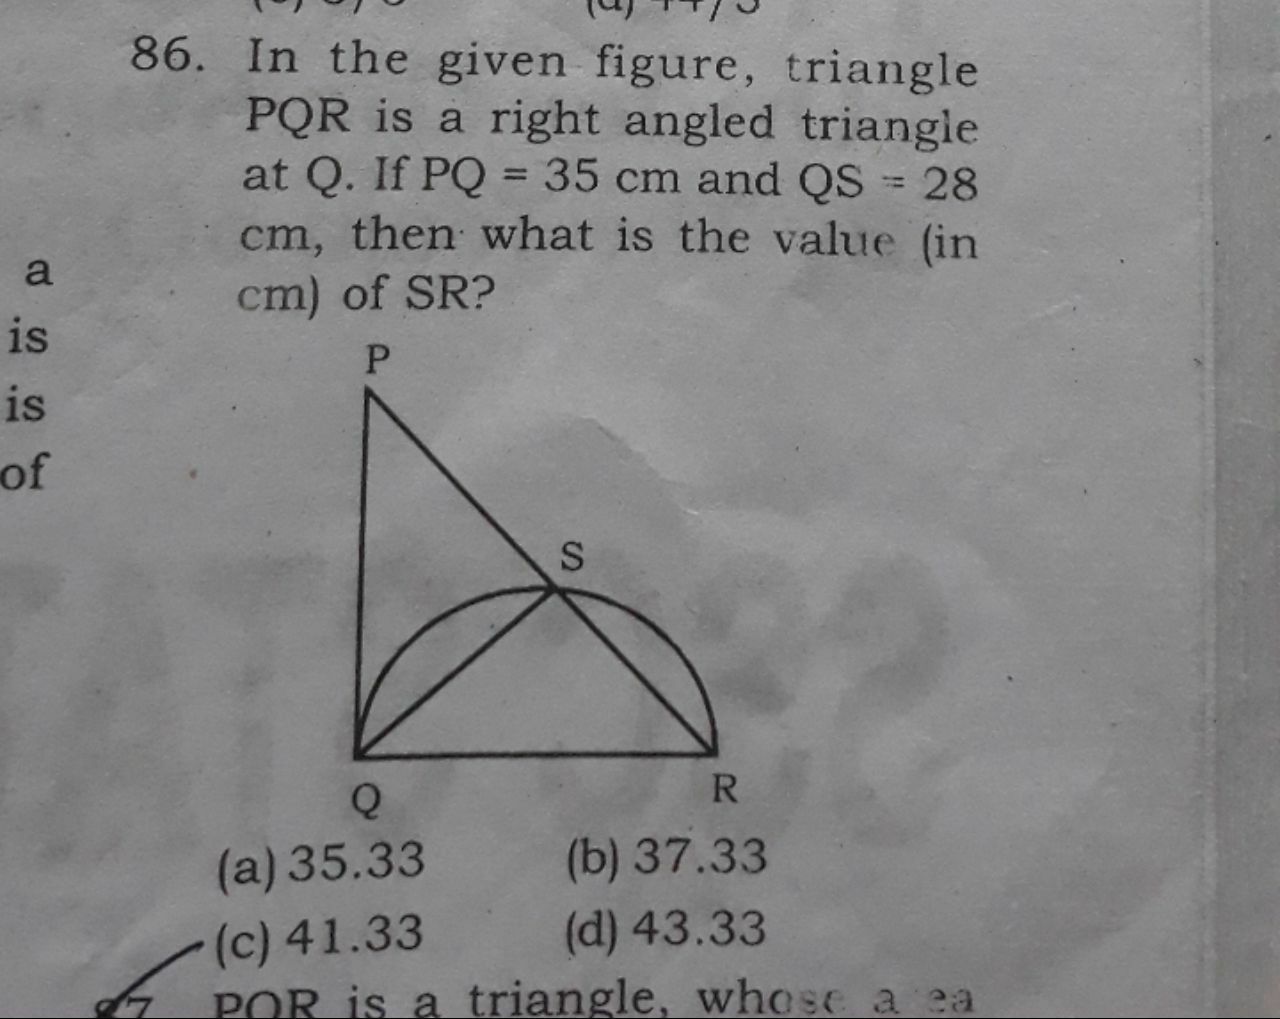 86. In the given figure, triangle
PQR is a right angled triangle
at Q. If PQ = 35 cm and QS = 28
cm, then what is the value (in
cm) of SR?
a
is
is
of
P
S
Q
R
(a) 35.33 (b) 37.33
(c) 41.33 (d) 43.33
87 PQR is a triangle, whose